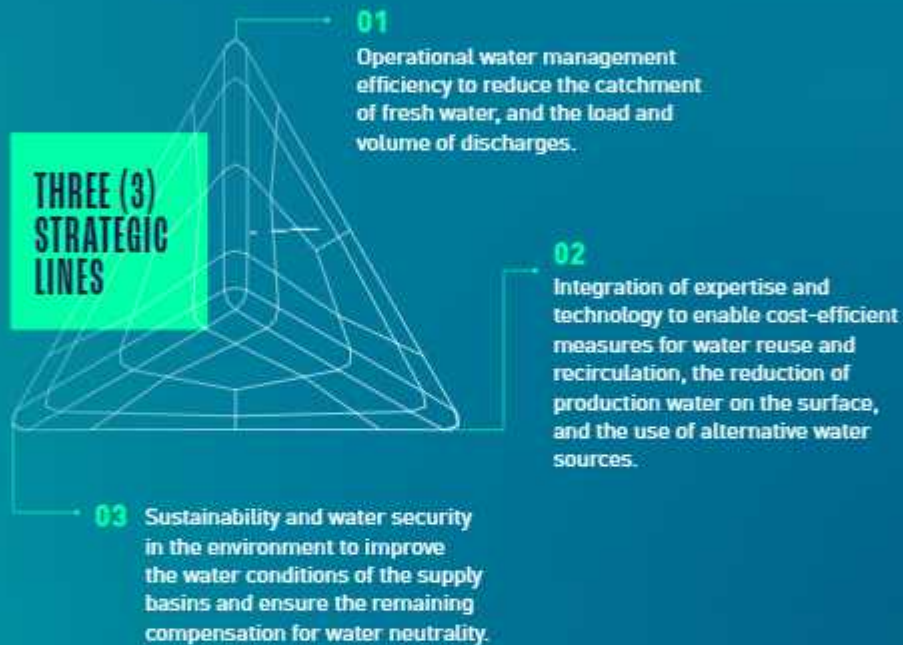 THREE (3)
STRATEGIC
LINES
01
Operational water management
efficiency to reduce the catchment
of fresh water, and the load and
volume of discharges.
02
Integration of expertise and
technology to enable cost-efficient
measures for water reuse and
recirculation, the reduction of
production water on the surface,
and the use of alternative water
sources.
03
Sustainability and water security
in the environment to improve
the water conditions of the supply
basins and ensure the remaining
compensation for water neutrality.